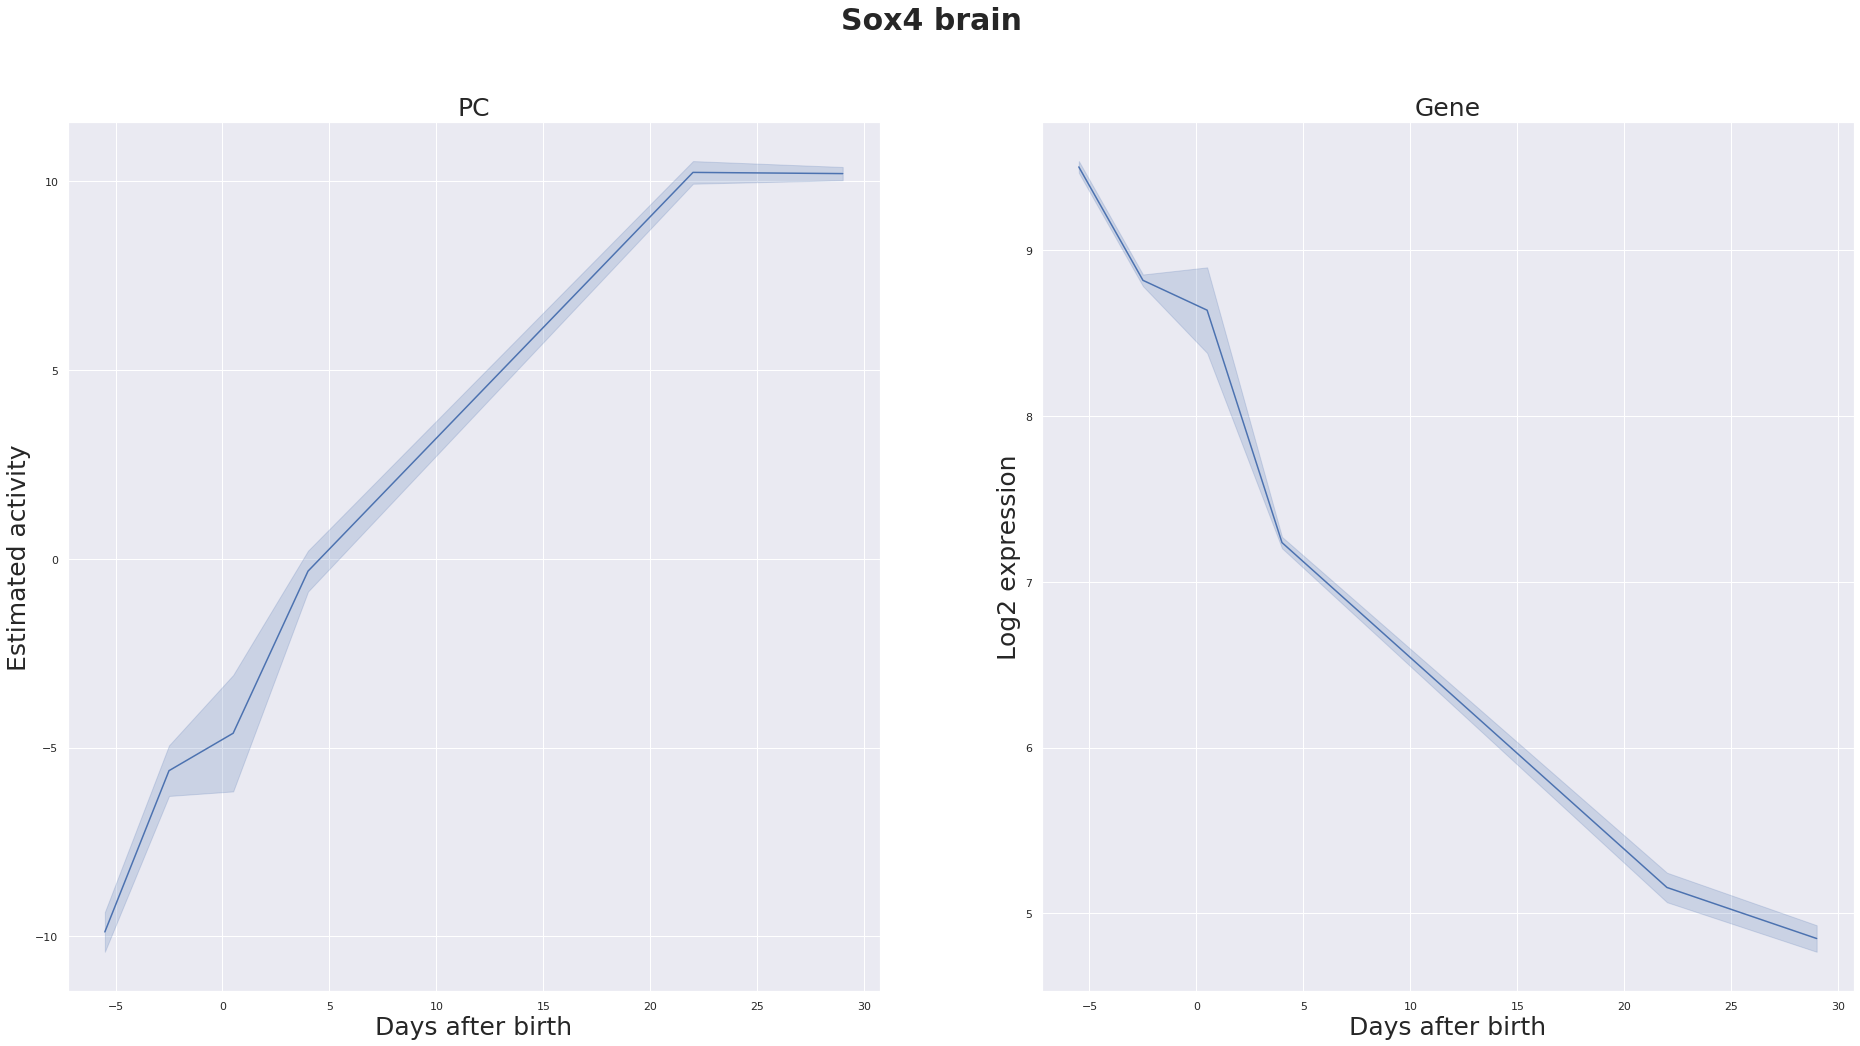 Sox4 brain
PC
Estimated activity
10
5
0
−5
−10
−5 0 5 10 15 20 25 30
Days after birth
Gene
Log2 expression
9
8
7
6
5
−5 0 5 10 15 20 25 30
Days after birth